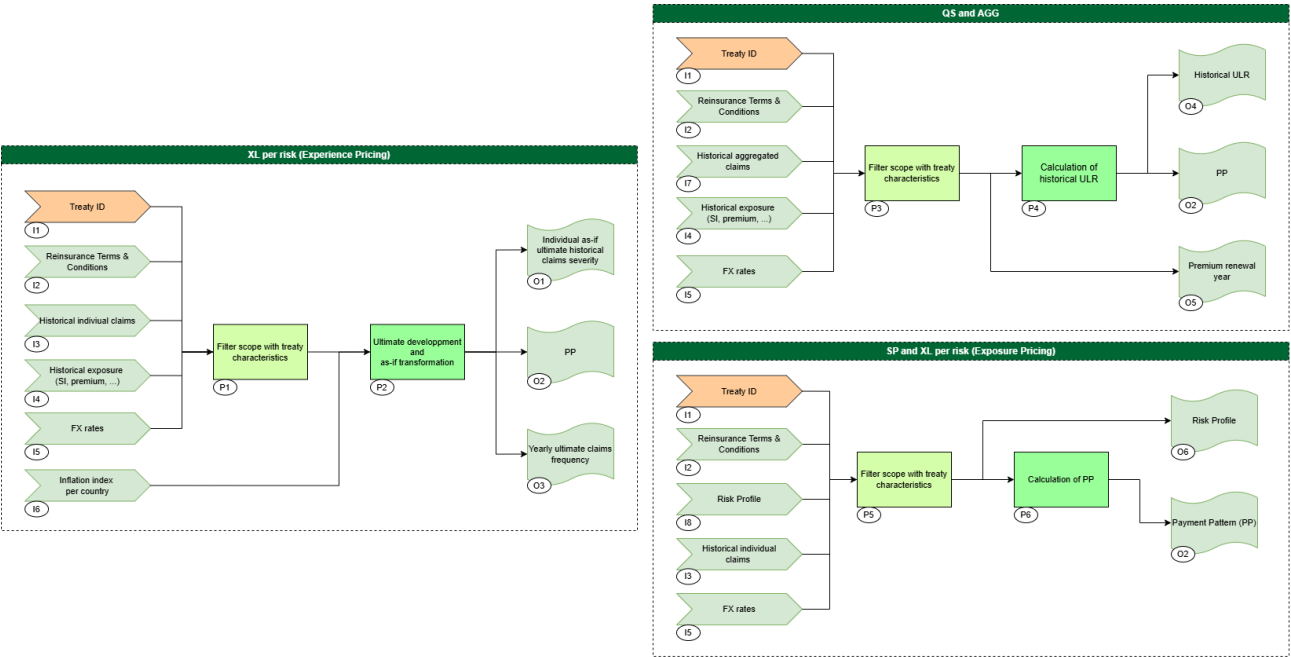 XL per risk (Experience Pricing)
Treaty ID
I1
Reinsurance Terms &
Conditions
I2
Historical indiviual claims
I3
Historical exposure
(SI, premium, ...)
I4
FX rates
I5
Inflation index
per country
I6
Filter scope with treaty
characteristics
P1
Ultimate developpment
and
as-if transformation
P2
Individual as-if
ultimate historical
claims severity
O1
PP
O2
Yearly ultimate claims
frequency
O3
QS and AGG
Treaty ID
I1
Reinsurance Terms &
Conditions
I2
Historical aggregated
claims
I7
Historical exposure
(SI, premium, ...)
I4
FX rates
I5
Filter scope with treaty
characteristics
P3
Calculation of
historical ULR
P4
Historical ULR
O4
PP
O2
Premium renewal
year
O5
SP and XL per risk (Exposure Pricing)
Treaty ID
I1
Reinsurance Terms &
Conditions
I2
Risk Profile
I8
Historical individual
claims
I3
FX rates
I5
Filter scope with treaty
characteristics
P5
Calculation of PP
P6
Risk Profile
O6
Payment Pattern (PP)
O2